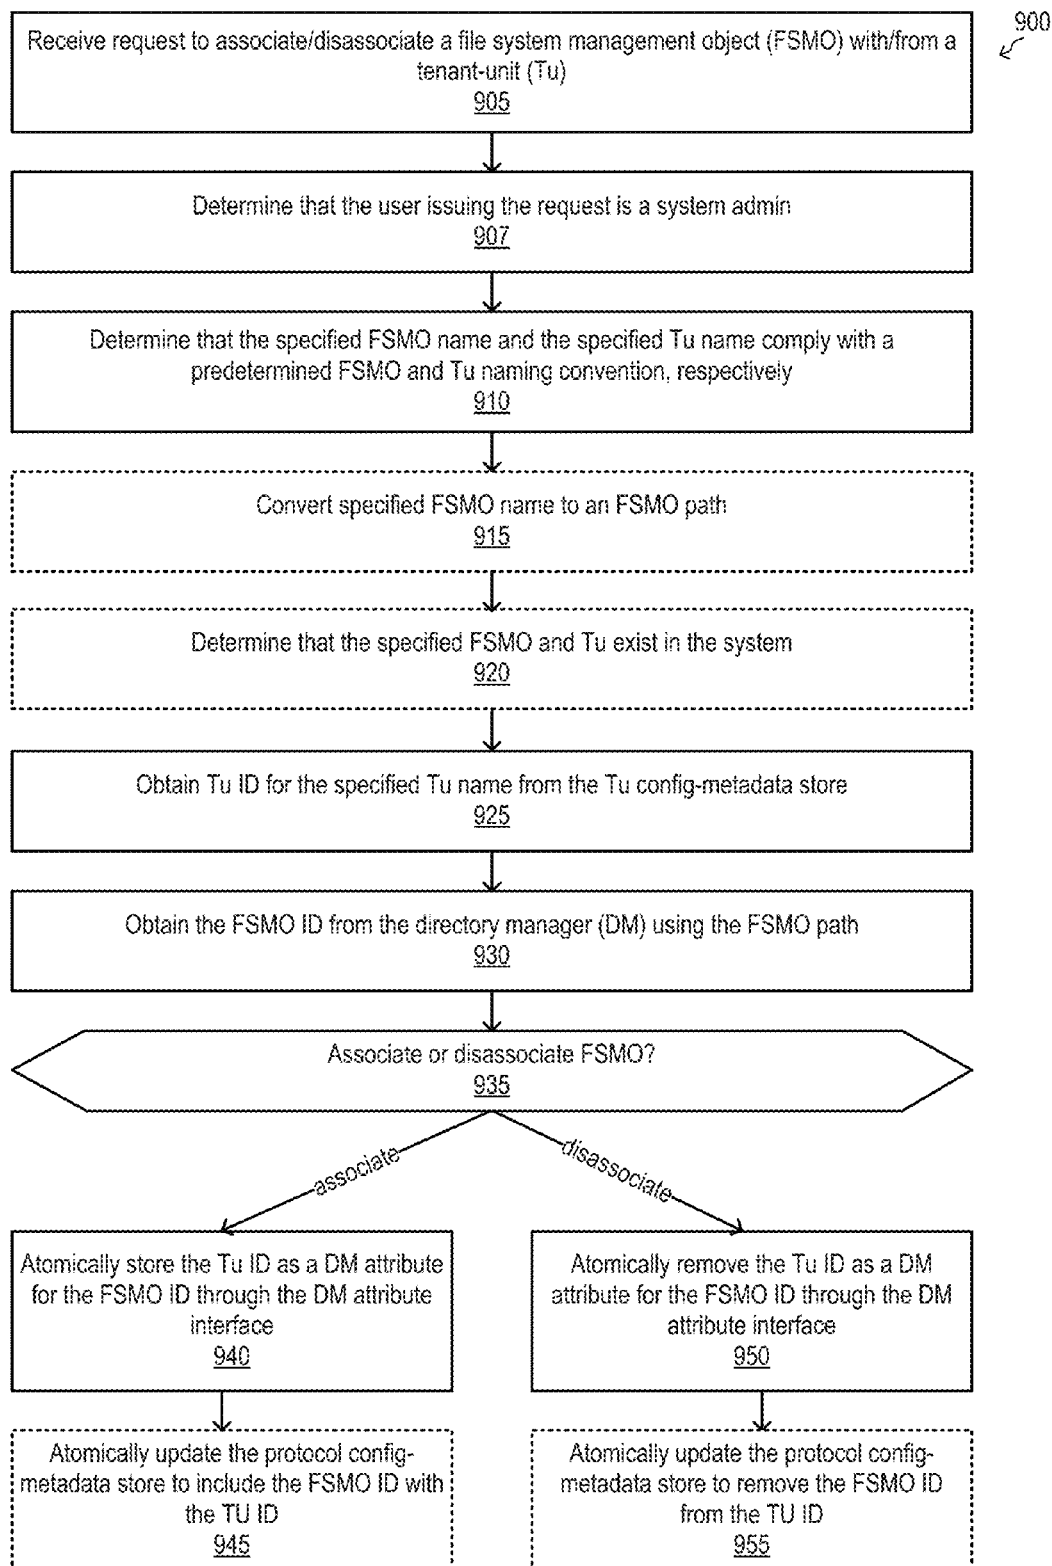 900
Receive request to associate/disassociate a file system management object (FSMO) with/from a
tenant-unit (Tu)
905
Determine that the user issuing the request is a system admin
907
Determine that the specified FSMO name and the specified Tu name comply with a
predetermined FSMO and Tu naming convention, respectively
910
Convert specified FSMO name to an FSMO path
915
Determine that the specified FSMO and Tu exist in the system
920
Obtain Tu ID for the specified Tu name from the Tu config-metadata store
925
Obtain the FSMO ID from the directory manager (DM) using the FSMO path
930
Associate or disassociate FSMO?
935
associate
disassociate
Atomically store the Tu ID as a DM attribute
for the FSMO ID through the DM attribute
interface
940
Atomically remove the Tu ID as a DM
attribute for the FSMO ID through the DM
attribute interface
950
Atomically update the protocol config-
metadata store to include the FSMO ID with
the TU ID
945
Atomically update the protocol config-
metadata store to remove the FSMO ID
from the TU ID
955